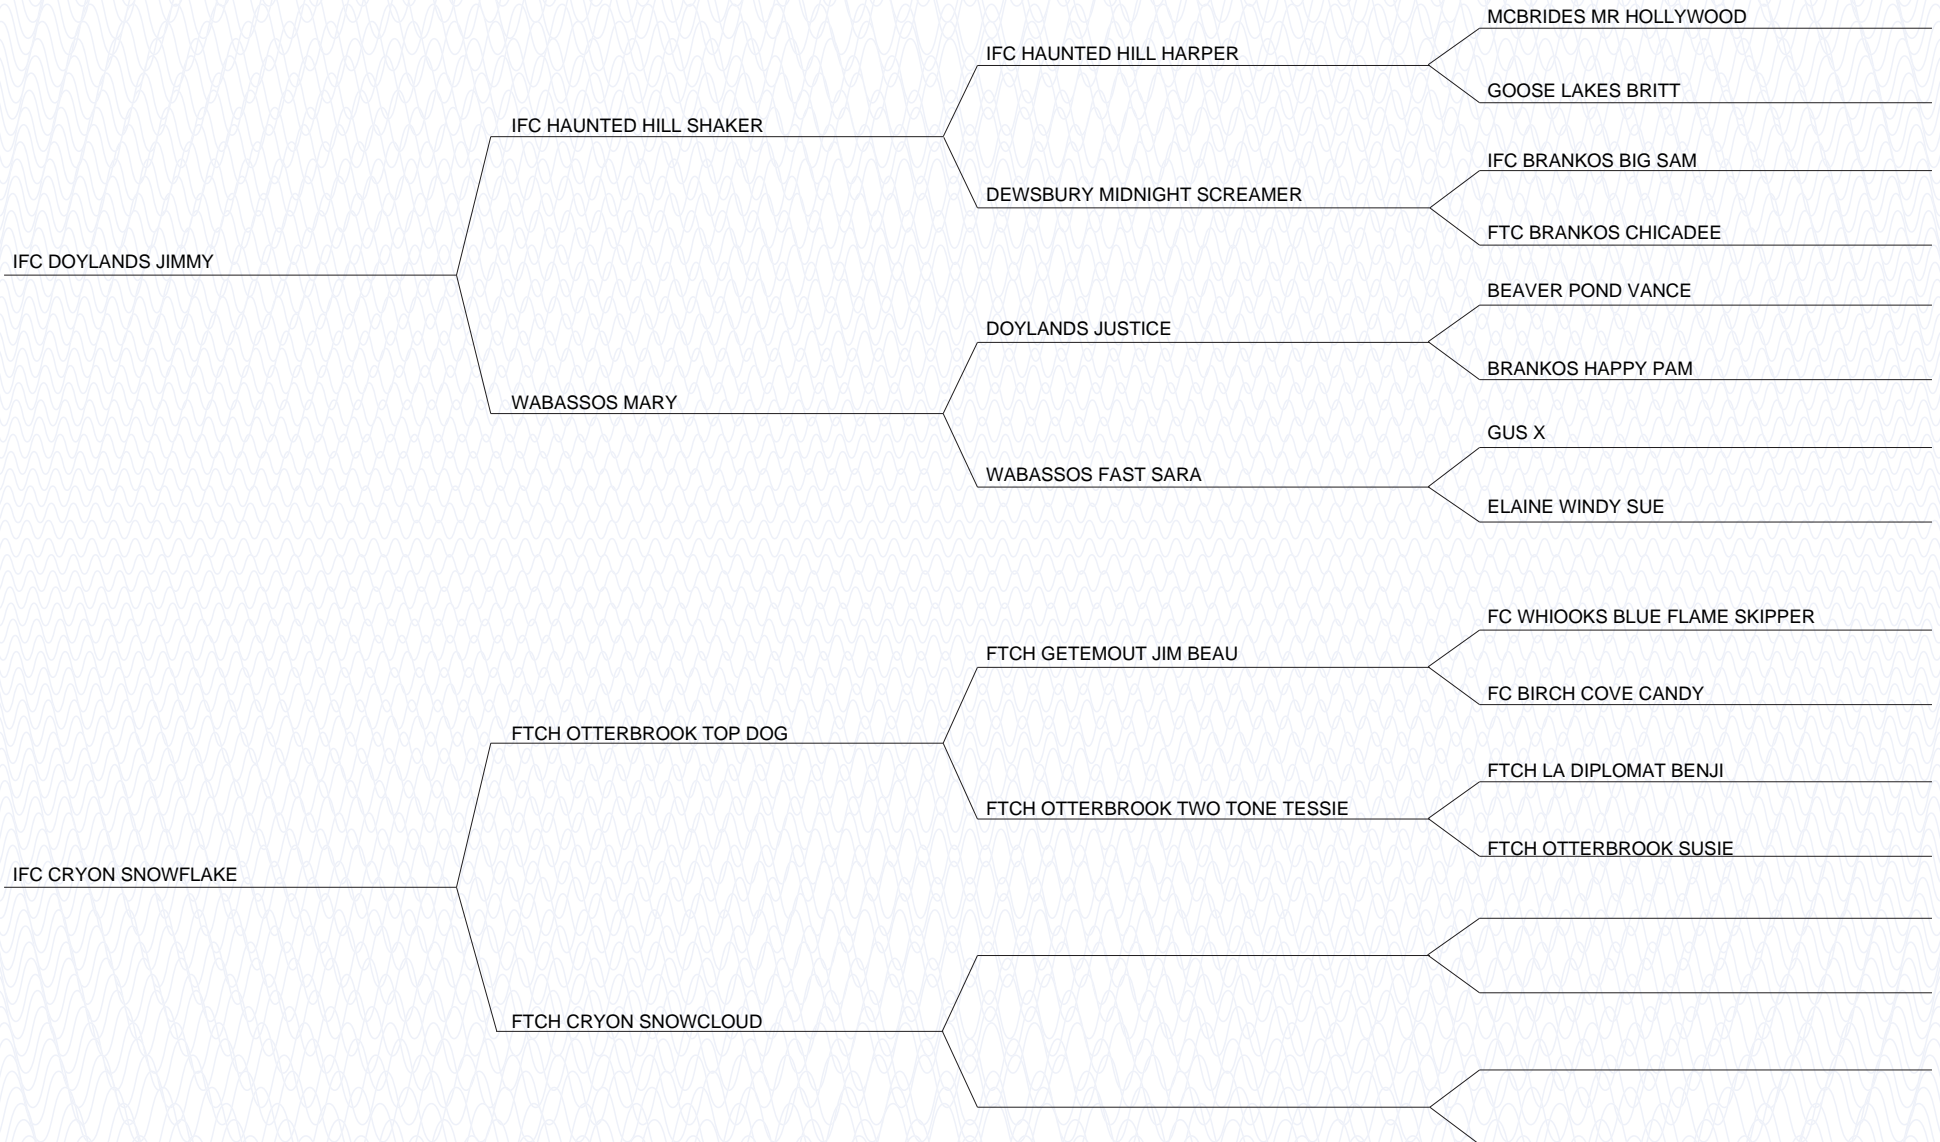 MCBRIDES MR HOLLYWOOD
IFC HAUNTED HILL HARPER
GOOSE LAKES BRITT
IFC HAUNTED HILL SHAKER
IFC BRANKOS BIG SAM
DEWSBURY MIDNIGHT SCREAMER
FTC BRANKOS CHICADEE
IFC DOYLANDS JIMMY
BEAVER POND VANCE
DOYLANDS JUSTICE
BRANKOS HAPPY PAM
WABASSOS MARY
GUS X
WABASSOS FAST SARA
ELAINE WINDY SUE
FC WHIOOKS BLUE FLAME SKIPPER
FTCH GETEMOUT JIM BEAU
FC BIRCH COVE CANDY
FTCH OTTERBROOK TOP DOG
FTCH LA DIPLOMAT BENJI
FTCH OTTERBROOK TWO TONE TESSIE
FTCH OTTERBROOK SUSIE
IFC CRYON SNOWFLAKE
FTCH CRYON SNOWCLOUD